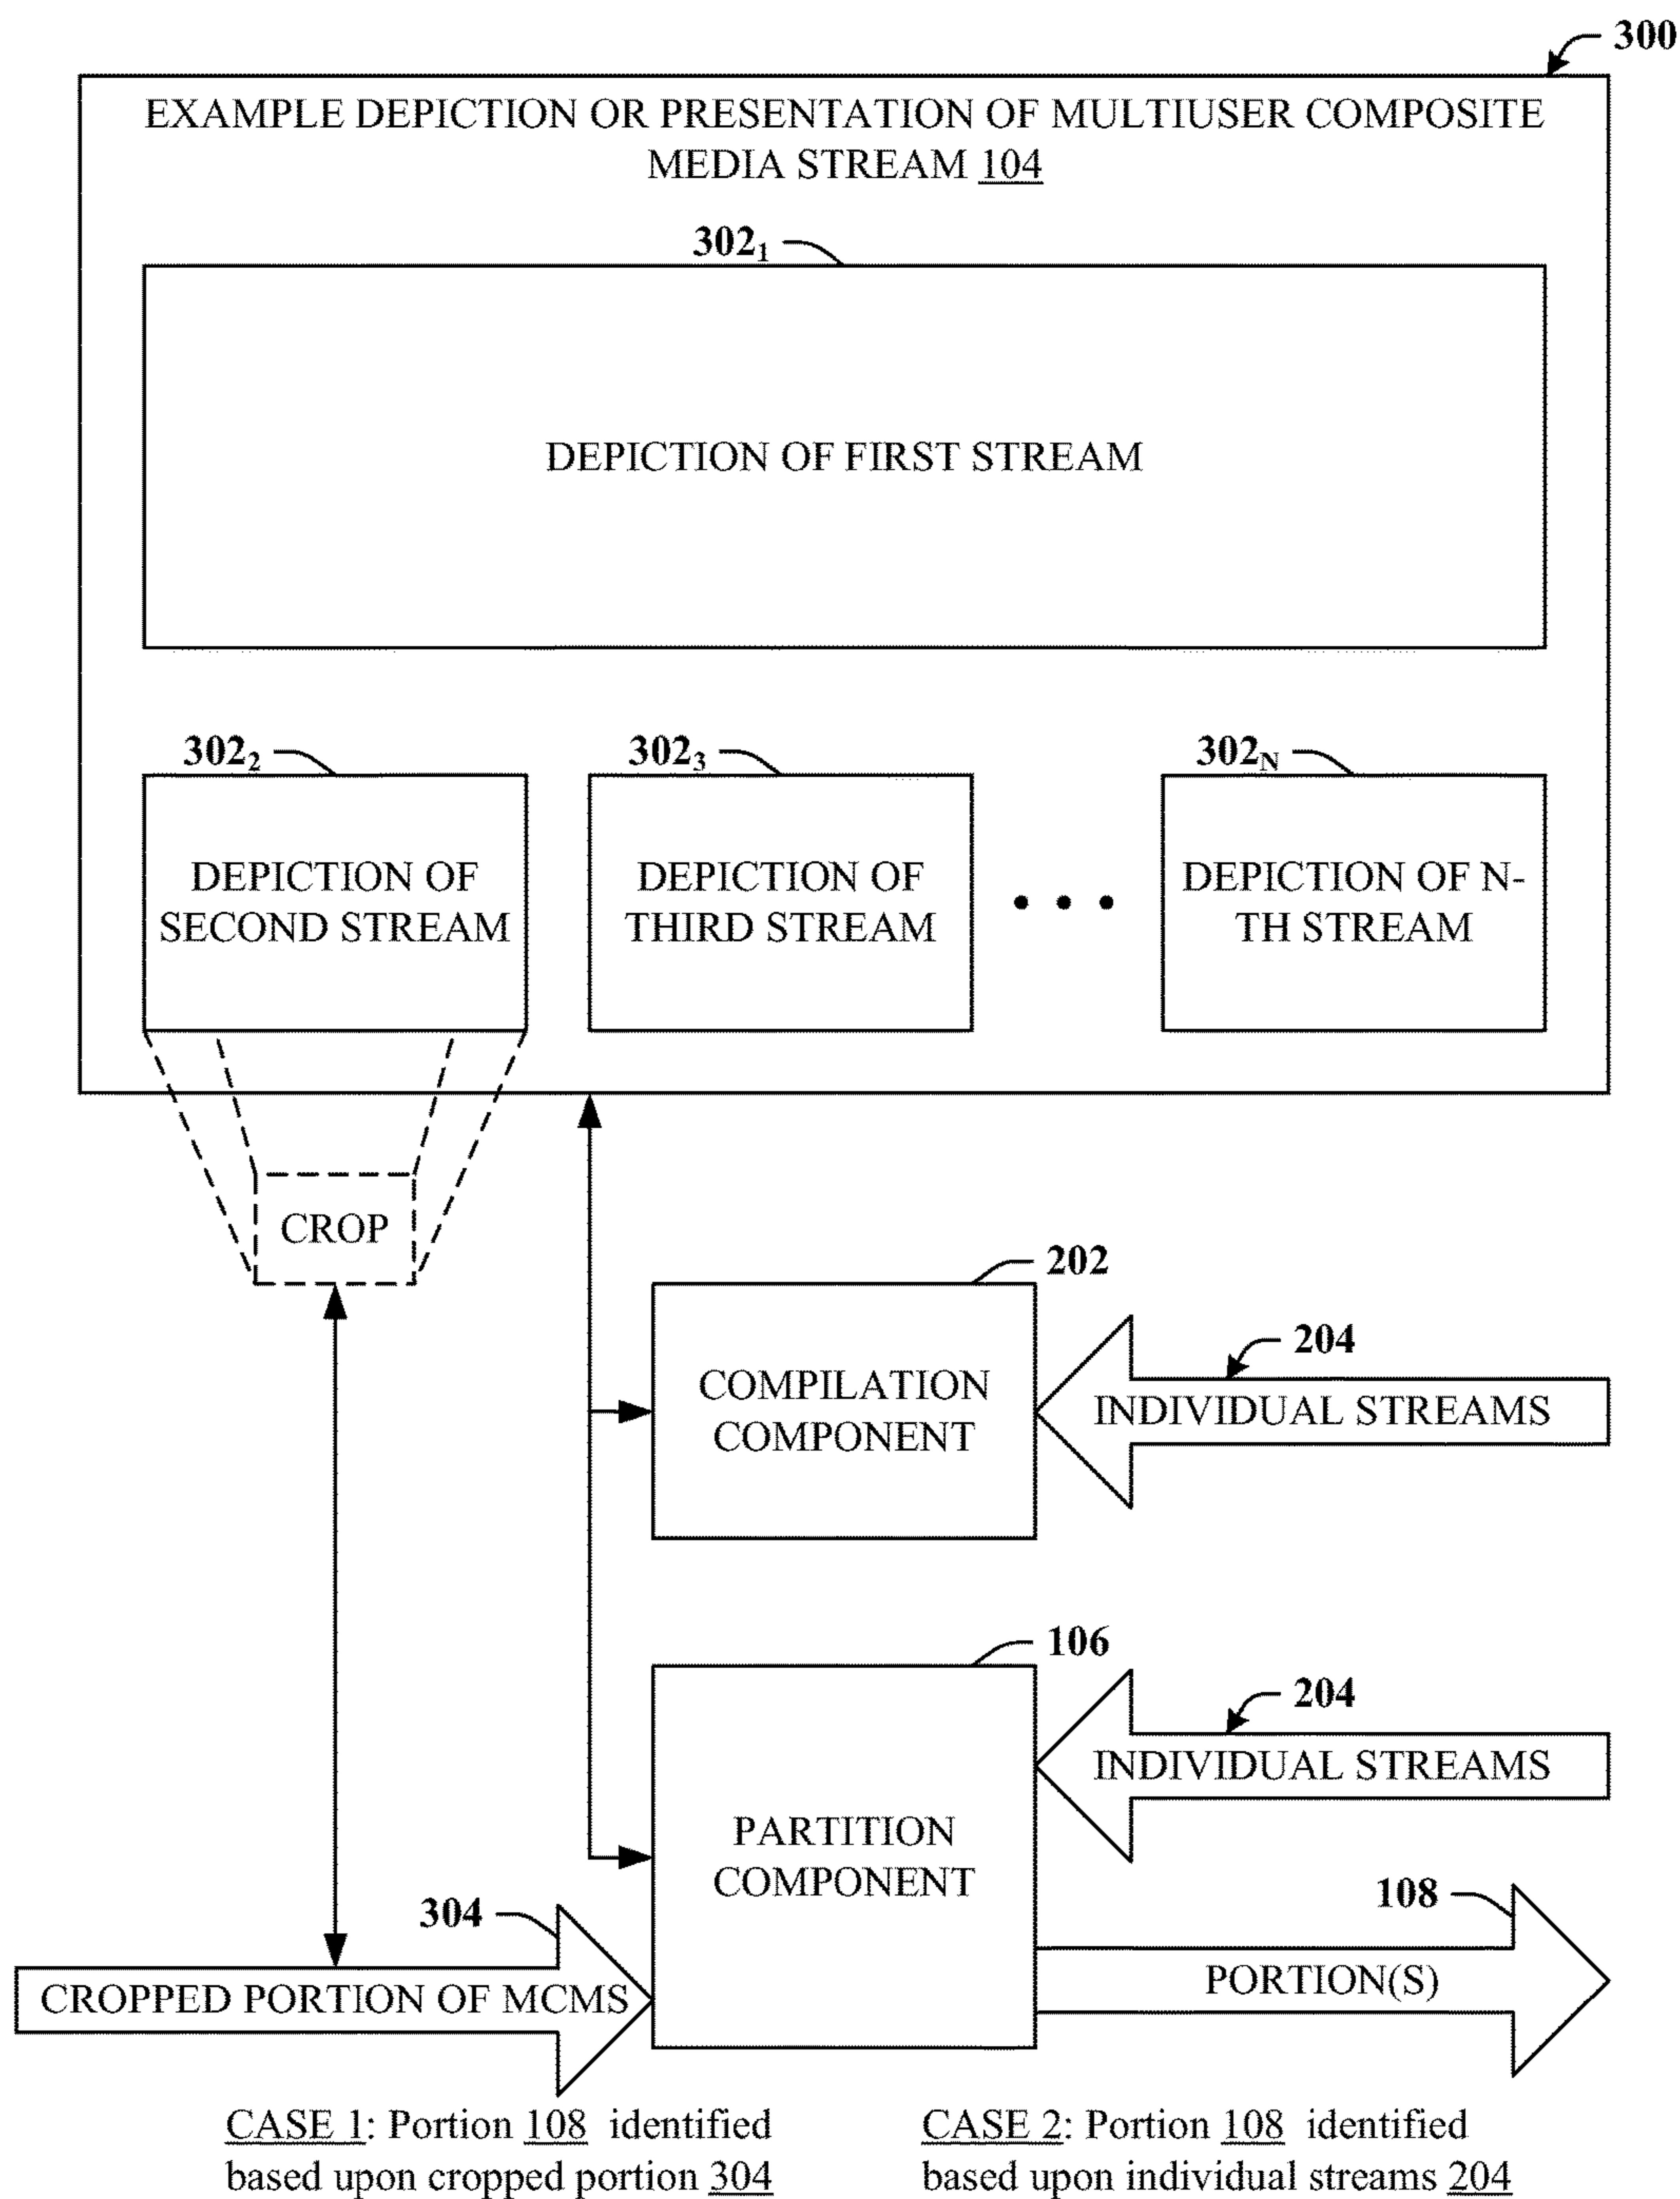 300
EXAMPLE DEPICTION OR PRESENTATION OF MULTIUSER COMPOSITE
MEDIA STREAM 104
302₁
DEPICTION OF FIRST STREAM
302₂
302₃
302ₙ
DEPICTION OF
SECOND STREAM
DEPICTION OF
THIRD STREAM
• • •
DEPICTION OF N-
TH STREAM
CROP
202
COMPILATION
COMPONENT
204
INDIVIDUAL STREAMS
106
PARTITION
COMPONENT
204
INDIVIDUAL STREAMS
304
CROPPED PORTION OF MCMS
108
PORTION(S)
CASE 1: Portion 108 identified
based upon cropped portion 304
CASE 2: Portion 108 identified
based upon individual streams 204